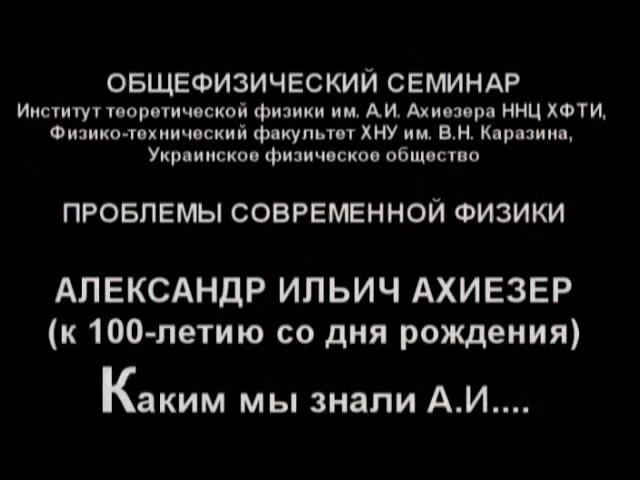 ОБЩЕФИЗИЧЕСКИЙ СЕМИНАР
Институт теоретической физики им. А.И. Ахиезера ННЦ ХФТИ,
Физико-технический факультет ХНУ им. В.Н. Каразина,
Украинское физическое общество
ПРОБЛЕМЫ СОВРЕМЕННОЙ ФИЗИКИ
АЛЕКСАНДР ИЛЬИЧ АХИЕЗЕР
(к 100-летию со дня рождения)
Каким мы знали А.И....